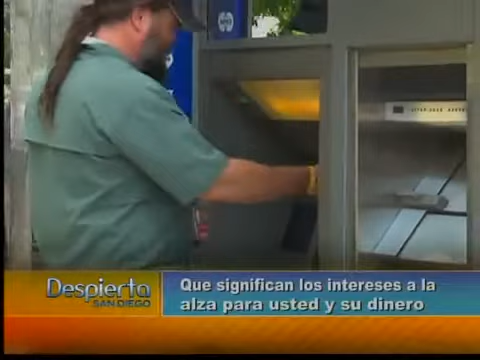 Despierta
SAN DIEGO
Que significan los intereses a la
alza para usted y su dinero